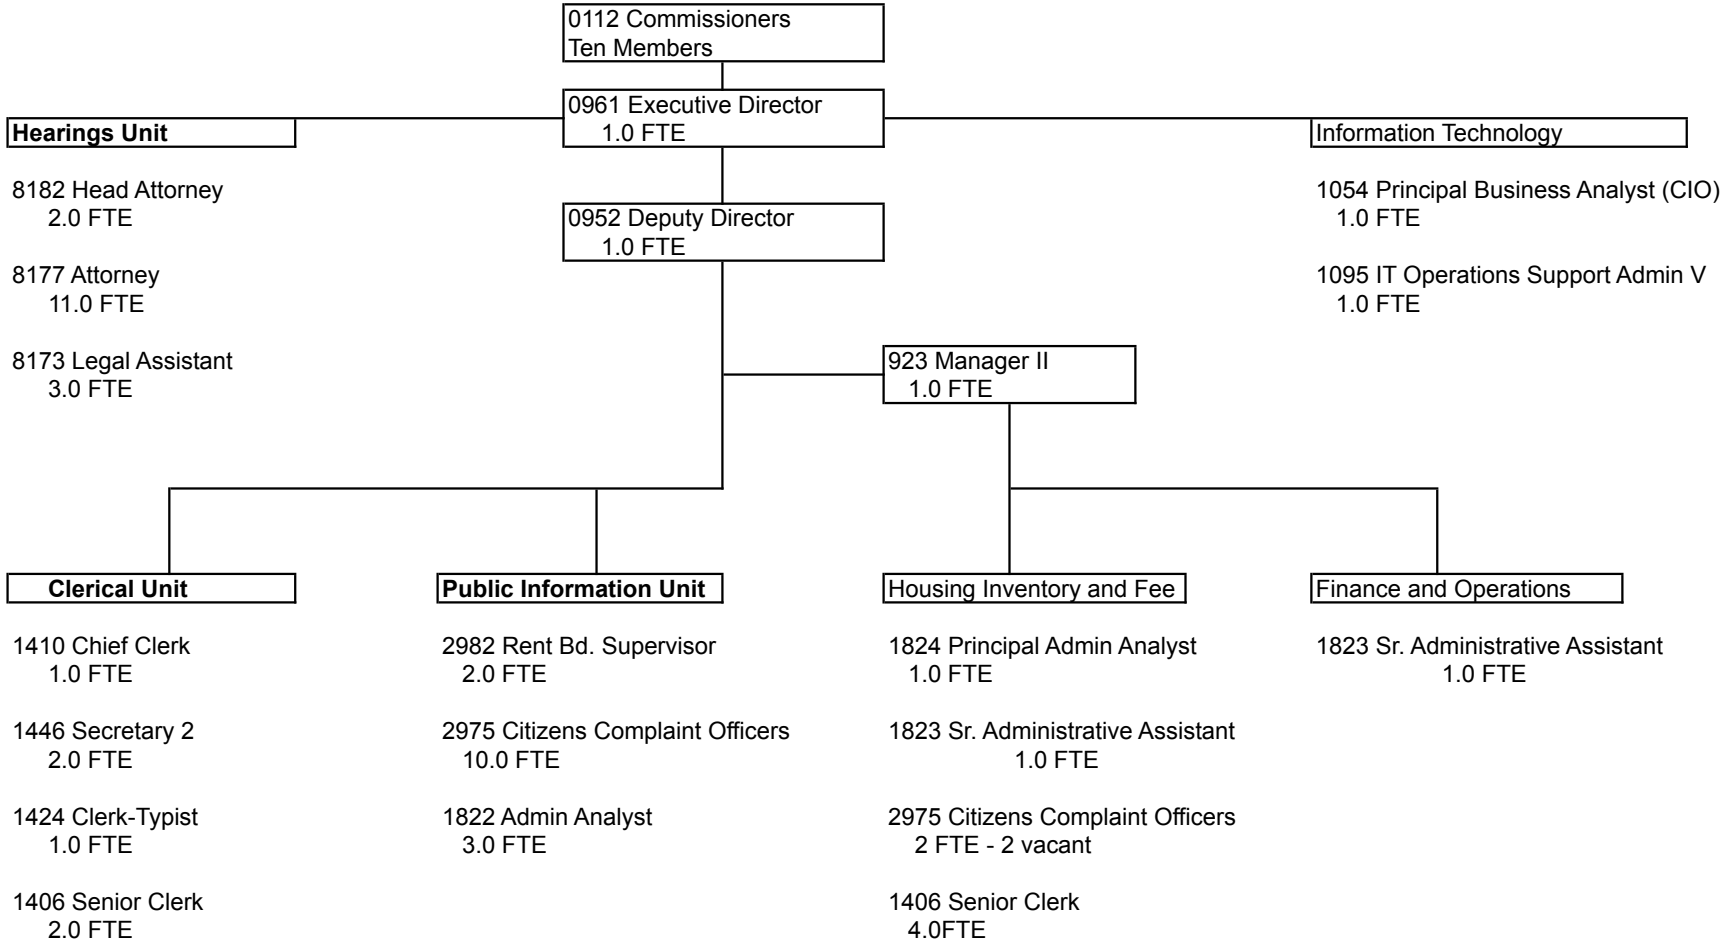 0112 Commissioners
Ten Members
0961 Executive Director
1.0 FTE
Hearings Unit
8182 Head Attorney
2.0 FTE
8177 Attorney
11.0 FTE
8173 Legal Assistant
3.0 FTE
Information Technology
1054 Principal Business Analyst (CIO)
1.0 FTE
1095 IT Operations Support Admin V
1.0 FTE
0952 Deputy Director
1.0 FTE
923 Manager II
1.0 FTE
Clerical Unit
1410 Chief Clerk
1.0 FTE
1446 Secretary 2
2.0 FTE
1424 Clerk-Typist
1.0 FTE
1406 Senior Clerk
2.0 FTE
Public Information Unit
2982 Rent Bd. Supervisor
2.0 FTE
2975 Citizens Complaint Officers
10.0 FTE
1822 Admin Analyst
3.0 FTE
Housing Inventory and Fee
1824 Principal Admin Analyst
1.0 FTE
1823 Sr. Administrative Assistant
1.0 FTE
2975 Citizens Complaint Officers
2 FTE - 2 vacant
1406 Senior Clerk
4.0FTE
Finance and Operations
1823 Sr. Administrative Assistant
1.0 FTE